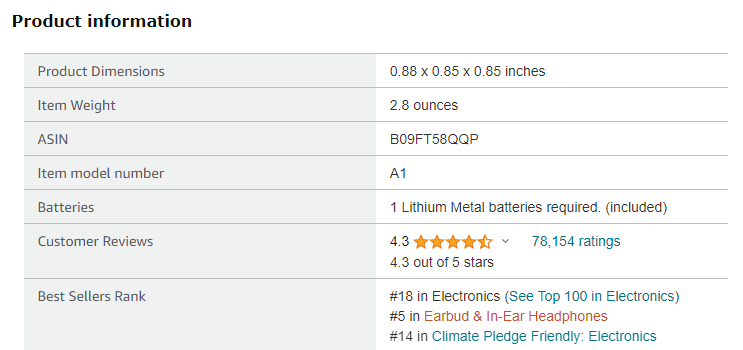 Product information
Product Dimensions 0.88 x 0.85 x 0.85 inches
Item Weight 2.8 ounces
ASIN B09FT58QQP
Item model number A1
Batteries 1 Lithium Metal batteries required. (included)
Customer Reviews 4.3 78,154 ratings
4.3 out of 5 stars
Best Sellers Rank #18 in Electronics (See Top 100 in Electronics)
#5 in Earbud & In-Ear Headphones
#14 in Climate Pledge Friendly: Electronics